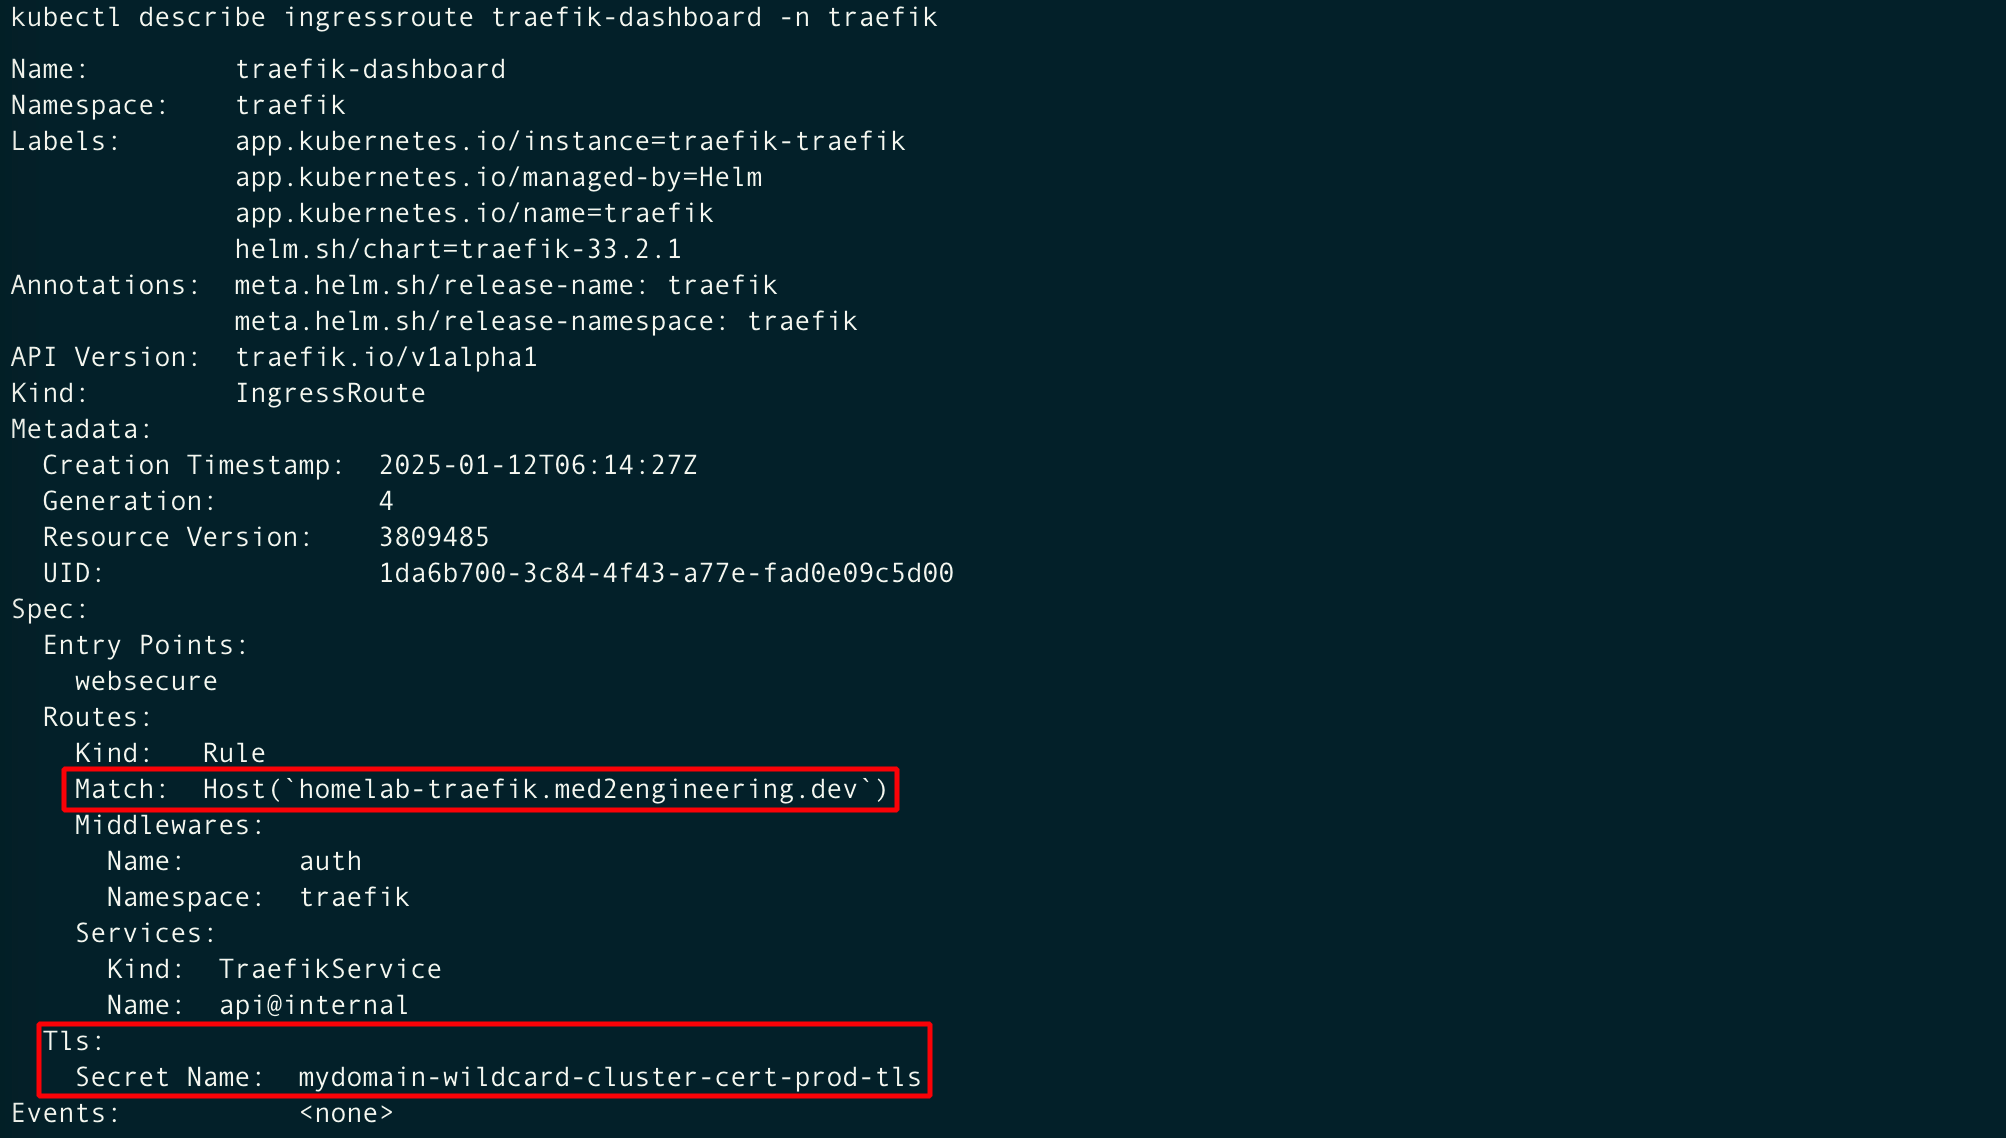 kubectl describe ingressroute traefik-dashboard -n traefik
Name:         traefik-dashboard
Namespace:    traefik
Labels:       app.kubernetes.io/instance=traefik-traefik
              app.kubernetes.io/managed-by=Helm
              app.kubernetes.io/name=traefik
              helm.sh/chart=traefik-33.2.1
Annotations:  meta.helm.sh/release-name: traefik
              meta.helm.sh/release-namespace: traefik
API Version:  traefik.io/v1alpha1
Kind:         IngressRoute
Metadata:
  Creation Timestamp:  2025-01-12T06:14:27Z
  Generation:          4
  Resource Version:    3809485
  UID:                 1da6b700-3c84-4f43-a77e-fad0e09c5d00
Spec:
  Entry Points:
    websecure
  Routes:
    Kind:   Rule
    Match:  Host(`homelab-traefik.med2engineering.dev`)
    Middlewares:
      Name:       auth
      Namespace:  traefik
    Services:
      Kind:  TraefikService
      Name:  api@internal
  Tls:
    Secret Name:  mydomain-wildcard-cluster-cert-prod-tls
Events:           <none>